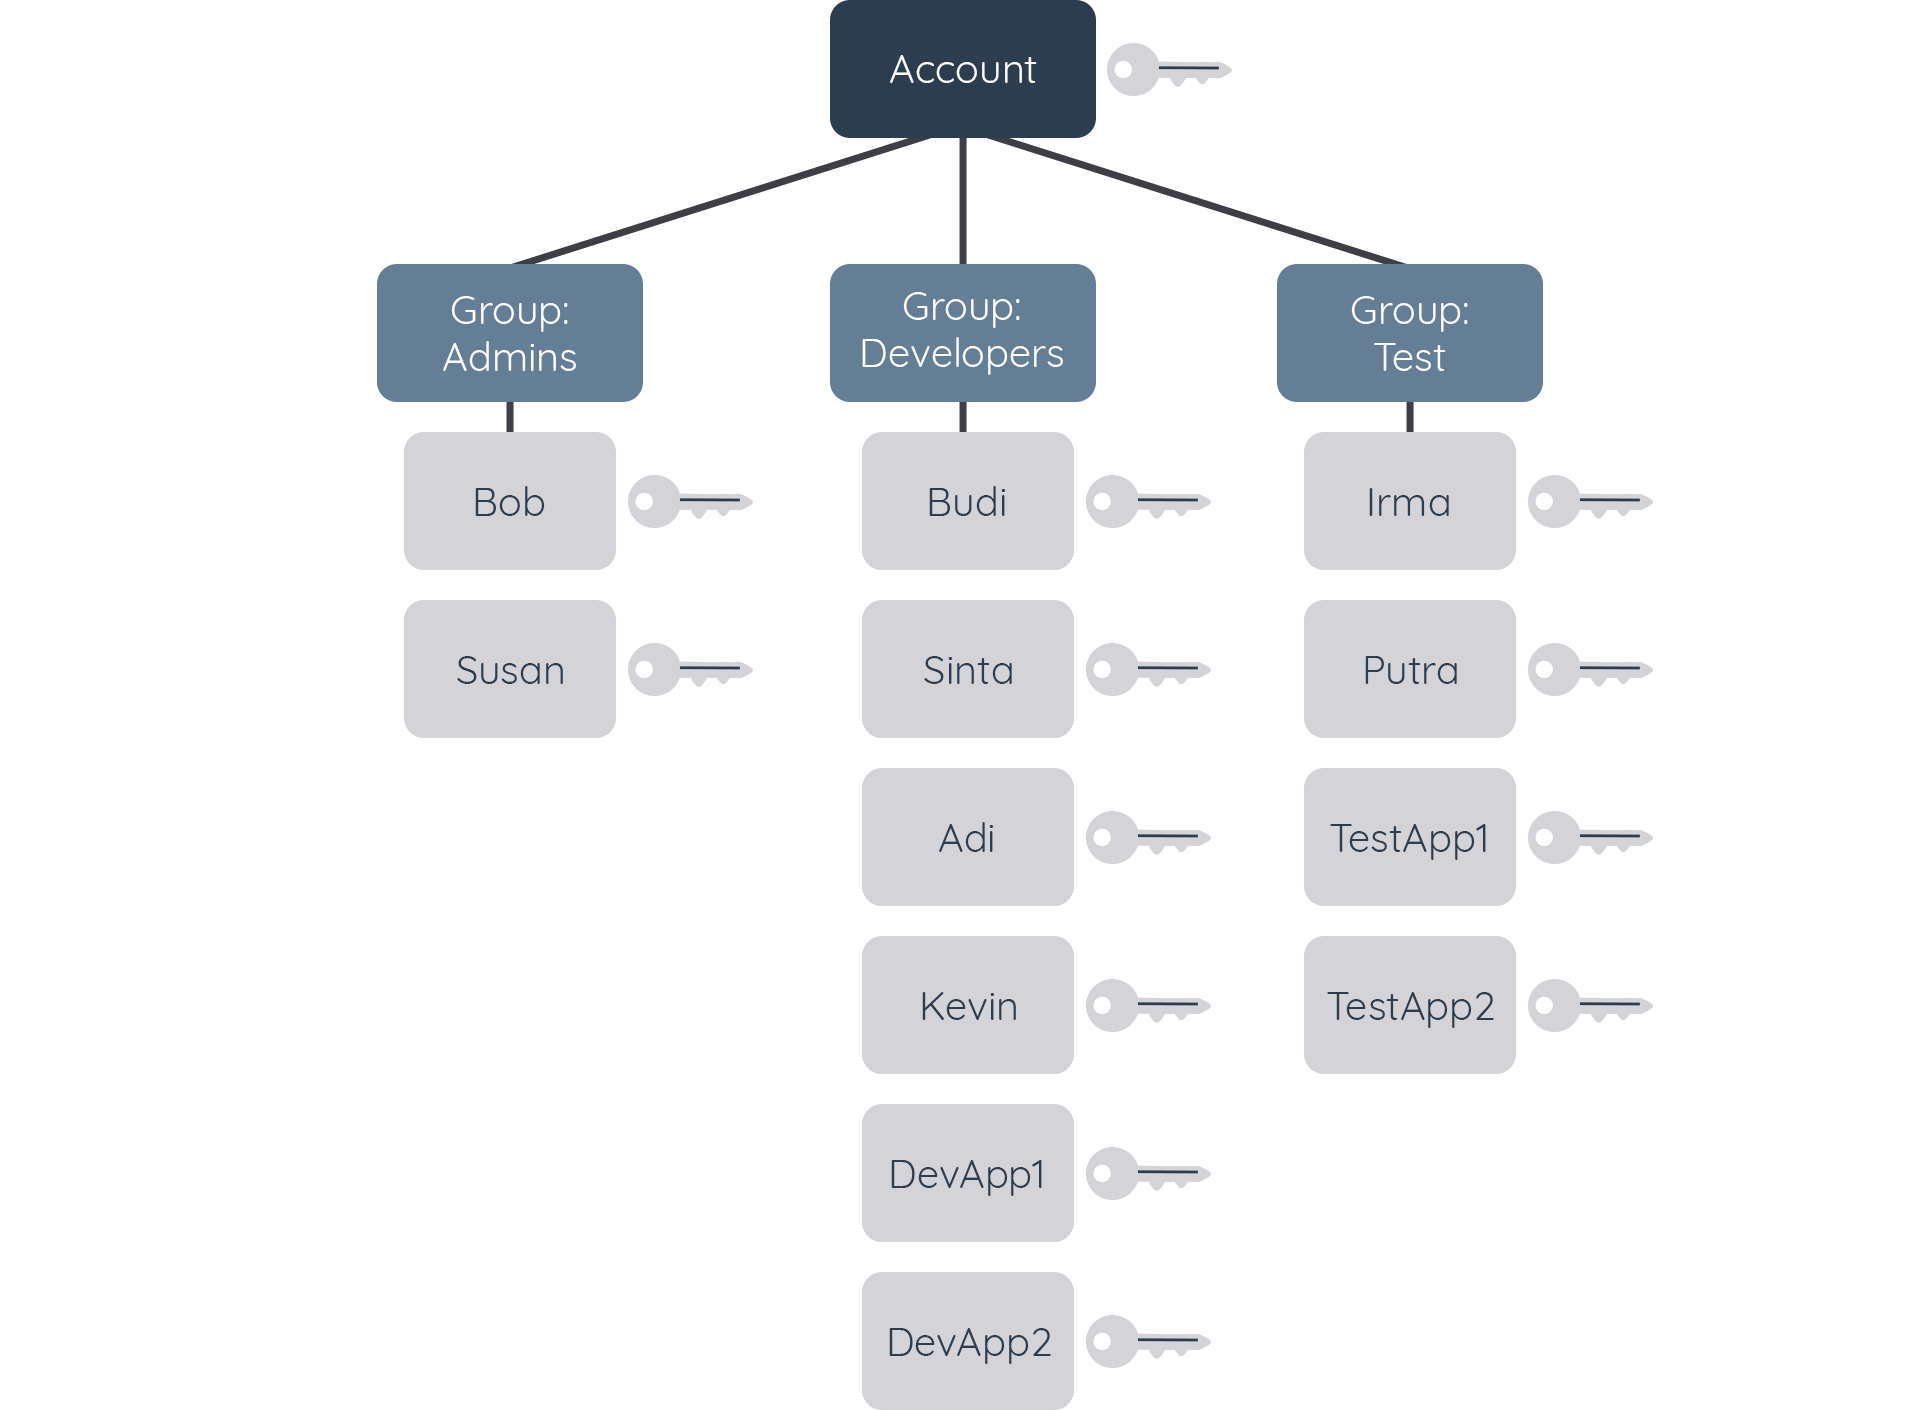 Account
Group:
Admins
Group:
Developers
Group:
Test
Bob
Budi
Irma
Susan
Sinta
Putra
Adi
TestApp1
Kevin
TestApp2
DevApp1
DevApp2